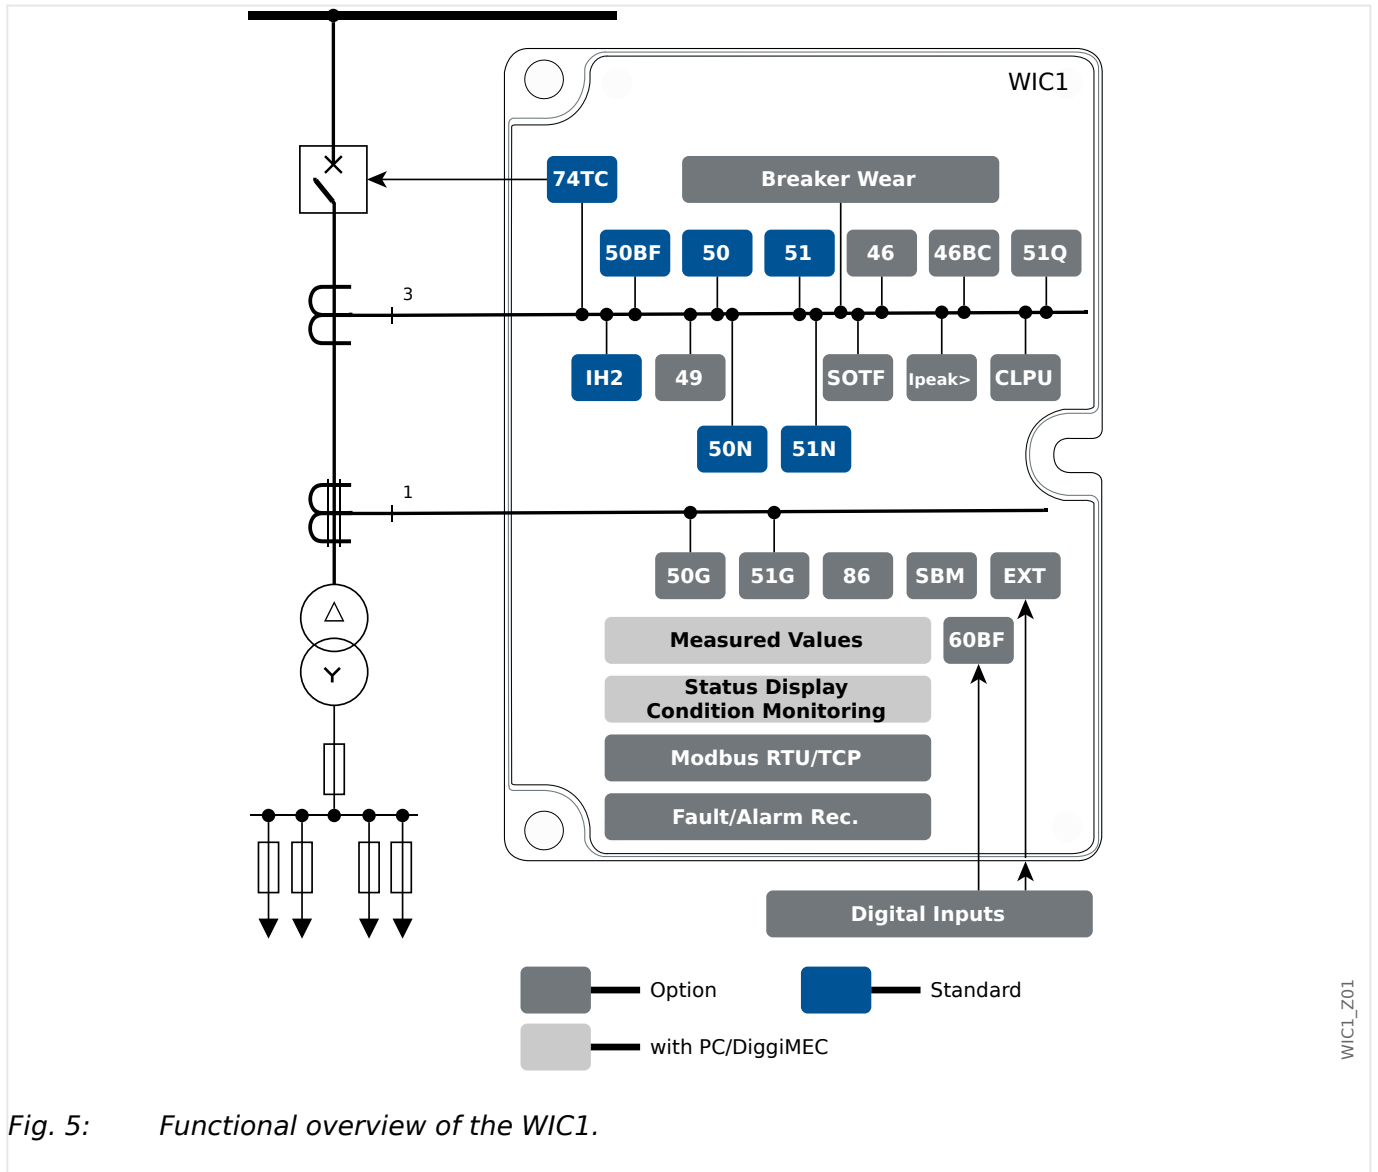 WIC1
74TC
Breaker Wear
50BF
50
51
46
46BC
51Q
3
IH2
49
SOTF
Ipeak>
CLPU
50N
51N
1
50G
51G
86
SBM
EXT
Measured Values
60BF
Status Display
Condition Monitoring
Modbus RTU/TCP
Fault/Alarm Rec.
Digital Inputs
Option
Standard
with PC/DiggiMEC
WIC1_Z01
Fig. 5: Functional overview of the WIC1.